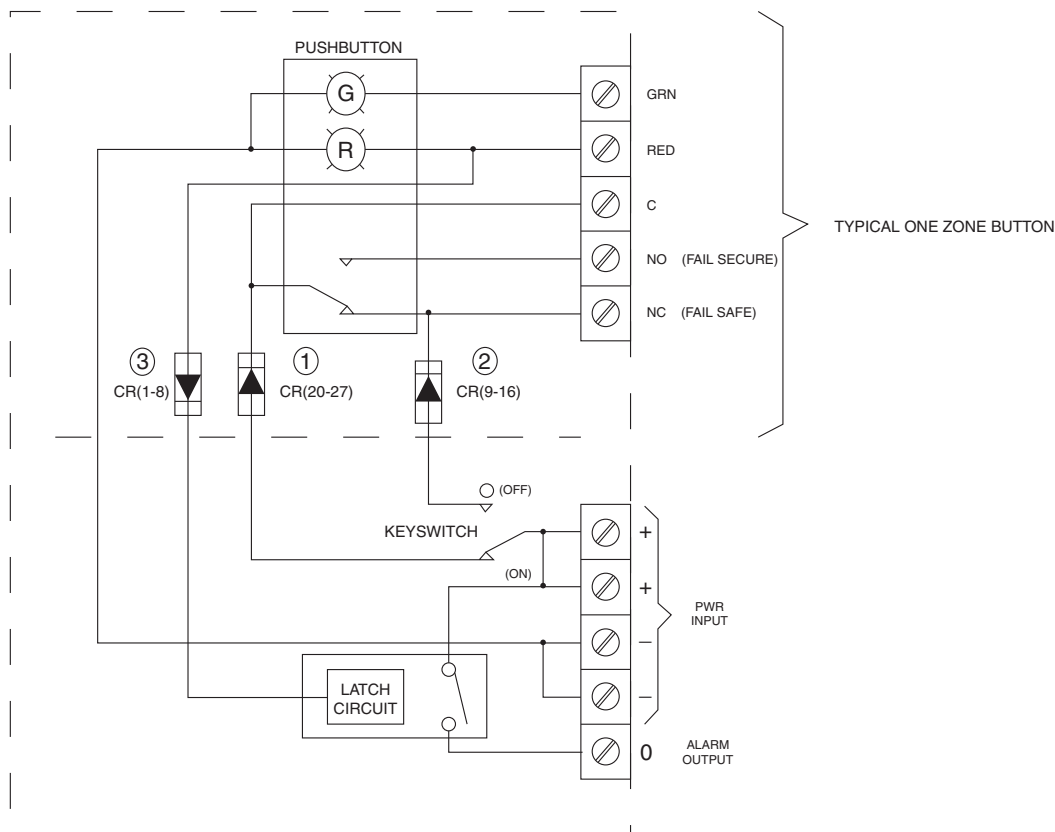 PUSHBUTTON
G
GRN
R
RED
C
TYPICAL ONE ZONE BUTTON
NO (FAIL SECURE)
NC (FAIL SAFE)
3
CR(1-8)
1
CR(20-27)
2
CR(9-16)
(OFF)
KEYSWITCH
+
(ON)
+
PWR
INPUT
–
–
LATCH
CIRCUIT
0
ALARM
OUTPUT